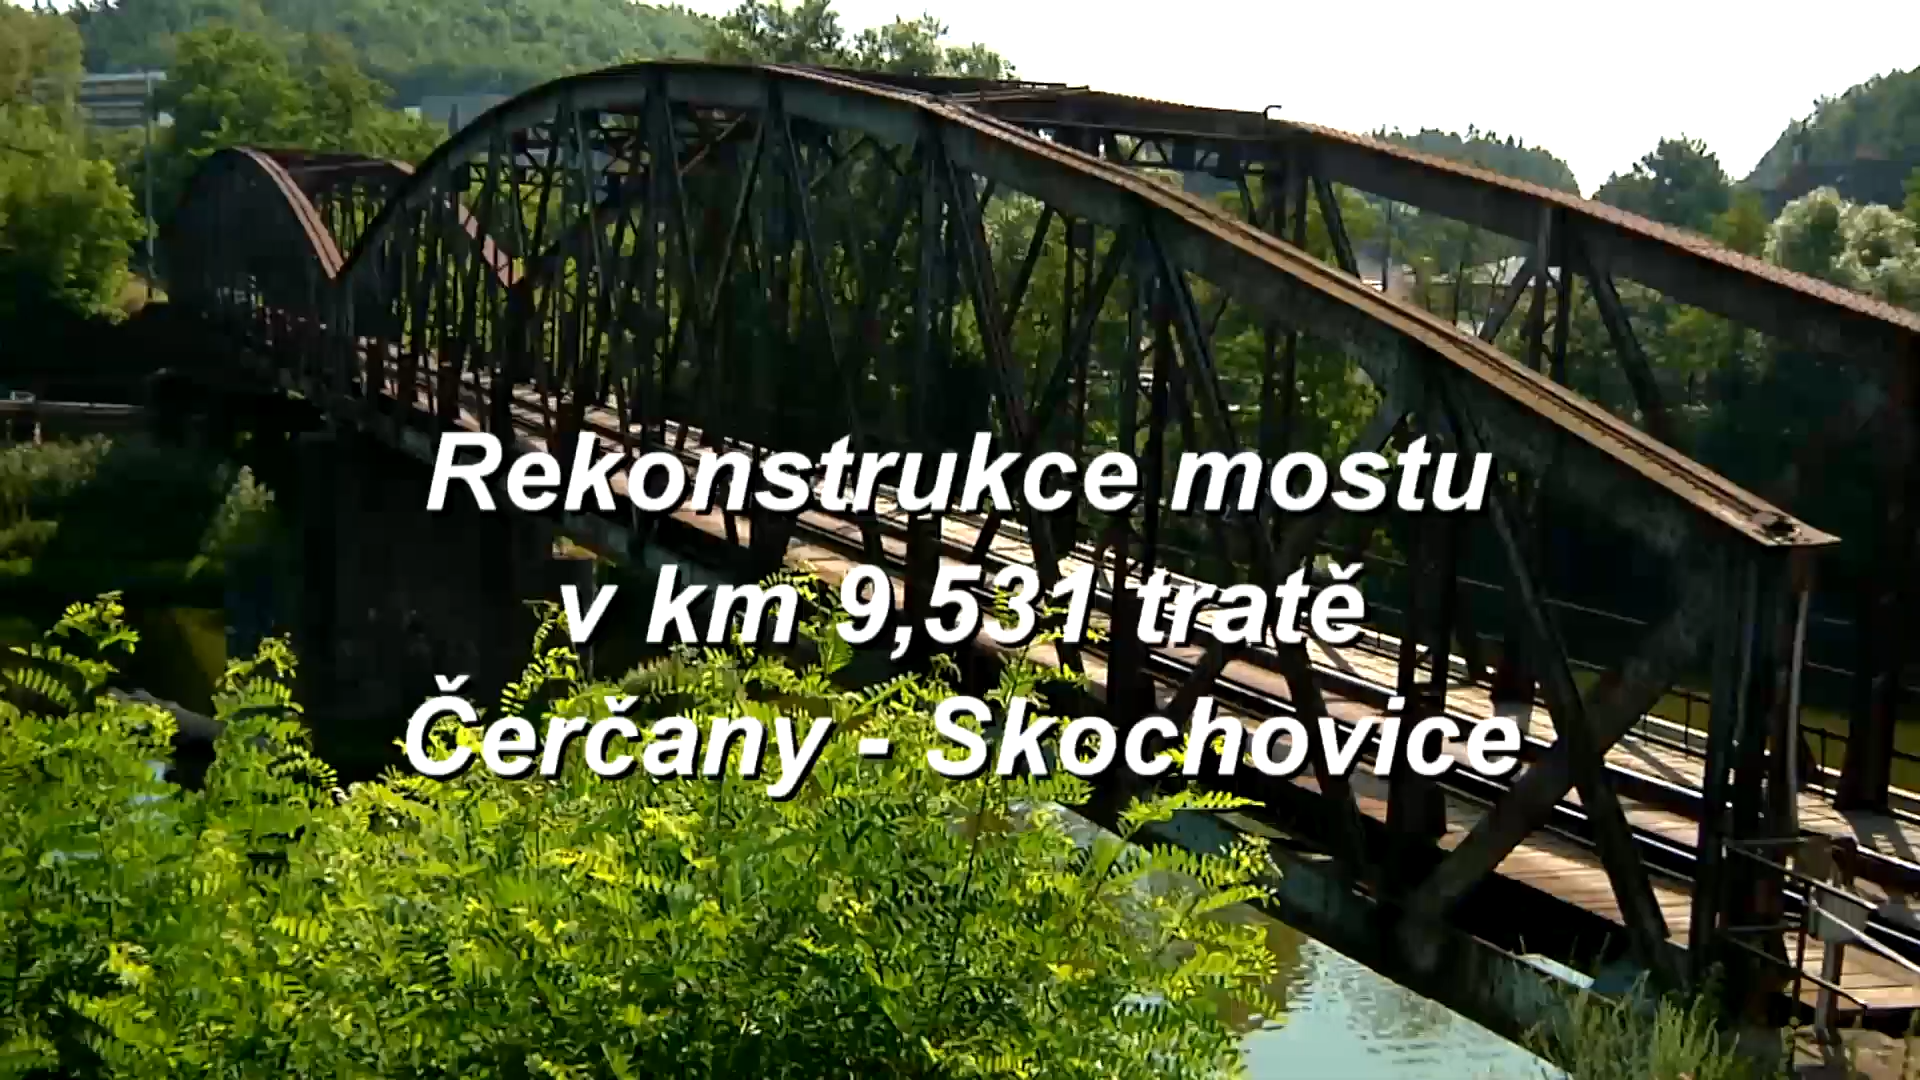 Rekonstrukce mostu
v km 9,531 tratě
Čerčany - Skochovice